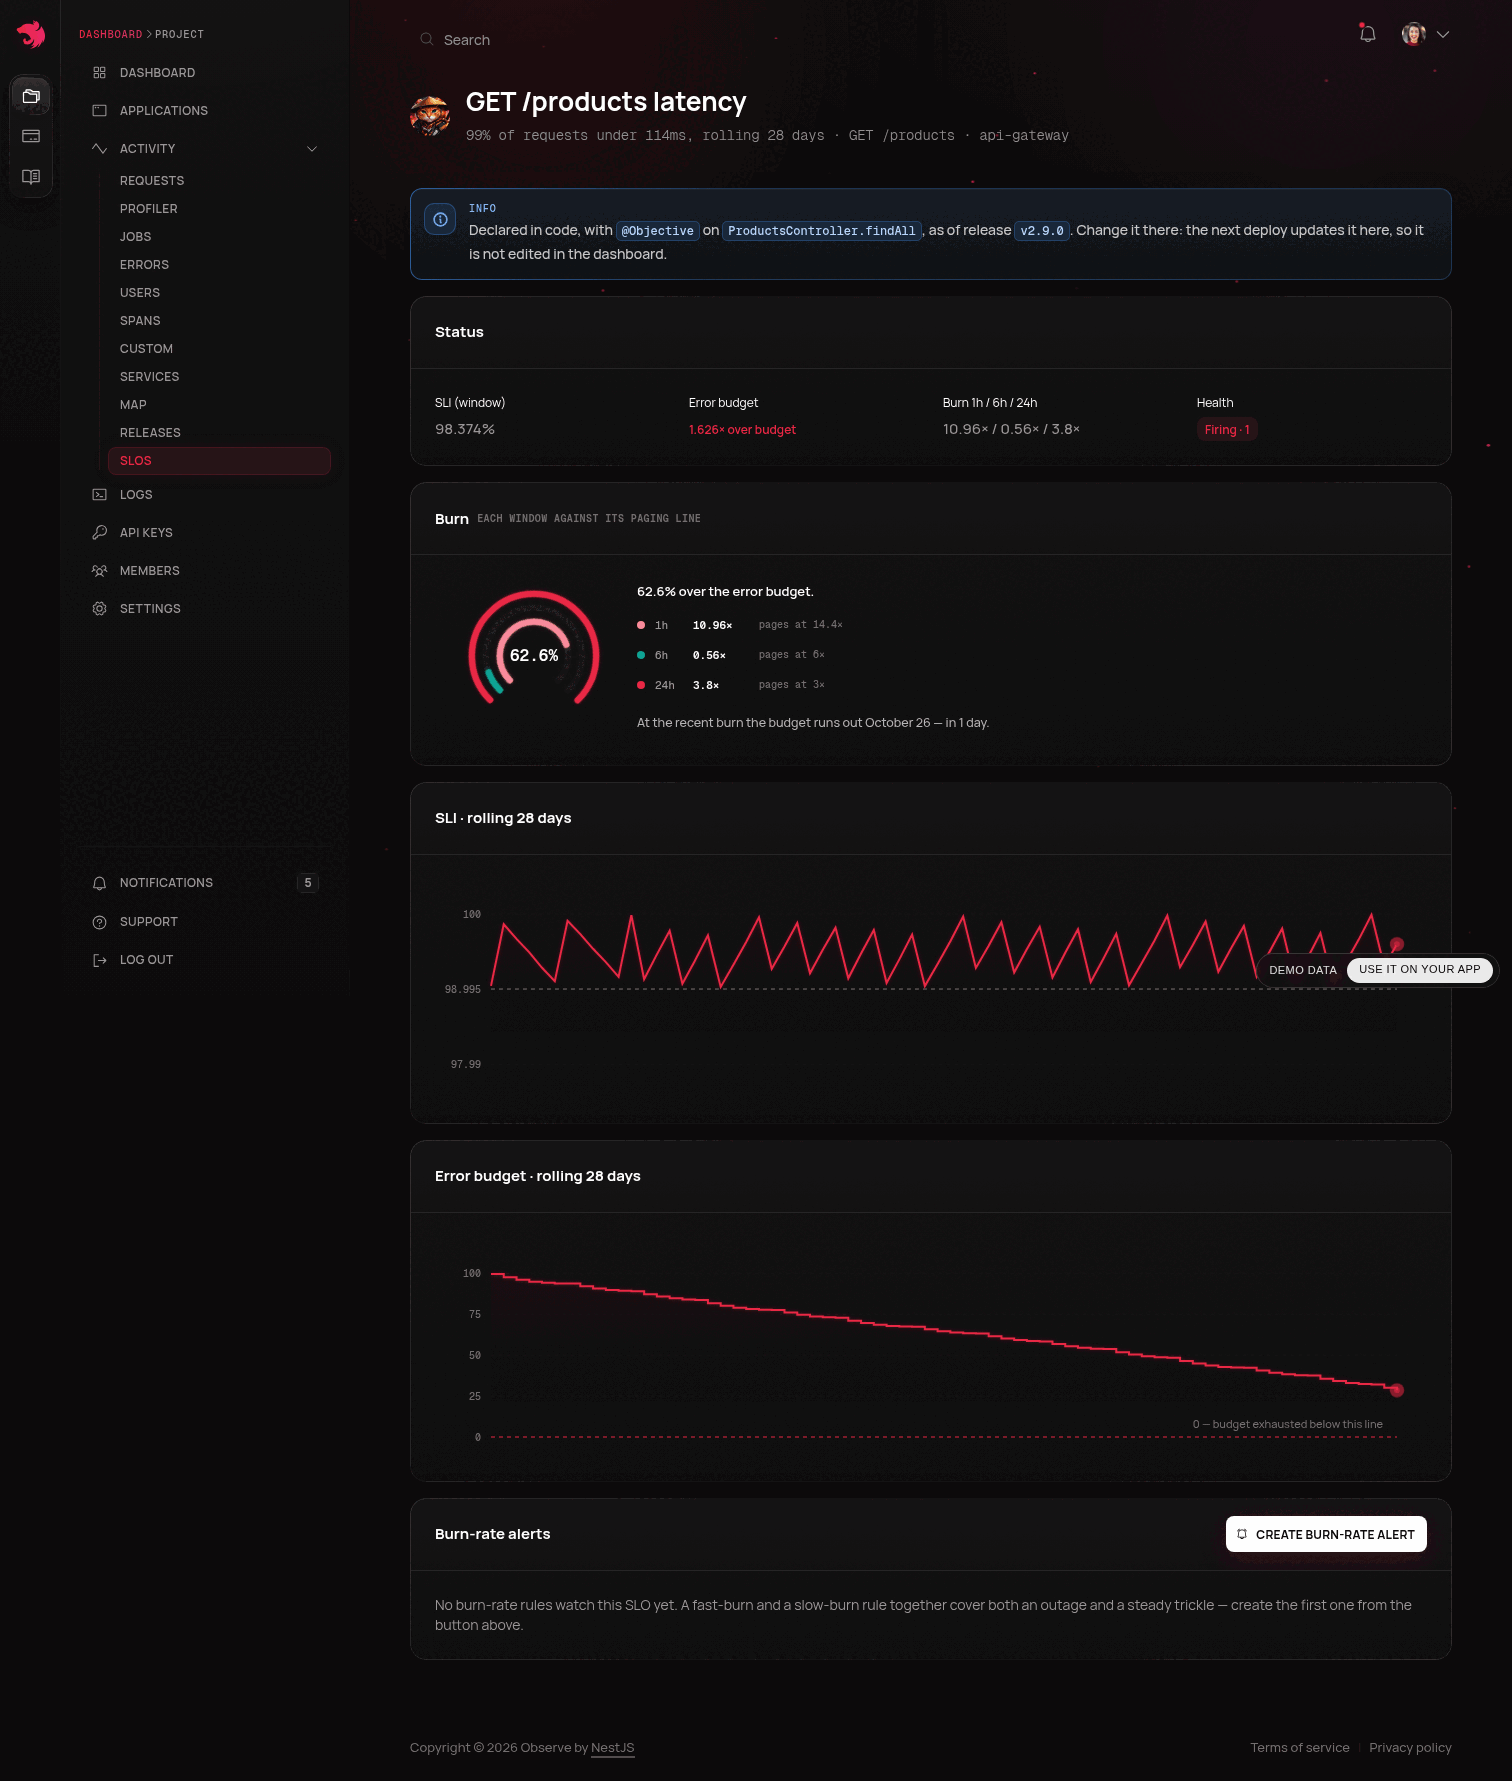 DASHBOARD > PROJECT
DASHBOARD
APPLICATIONS
ACTIVITY
REQUESTS
PROFILER
JOBS
ERRORS
USERS
SPANS
CUSTOM
SERVICES
MAP
RELEASES
SLOS
LOGS
API KEYS
MEMBERS
SETTINGS
NOTIFICATIONS 5
SUPPORT
LOG OUT
Search
GET /products latency
99% of requests under 114ms, rolling 28 days · GET /products · api-gateway
INFO
Declared in code, with @Objective on ProductsController.findAll, as of release v2.9.0. Change it there: the next deploy updates it here, so it
is not edited in the dashboard.
Status
SLI (window) Error budget Burn 1h / 6h / 24h Health
98.374% 1.626× over budget 10.96× / 0.56× / 3.8× Firing · 1
Burn EACH WINDOW AGAINST ITS PAGING LINE
62.6%
62.6% over the error budget.
1h 10.96× pages at 14.4×
6h 0.56× pages at 6×
24h 3.8× pages at 3×
At the recent burn the budget runs out October 26 — in 1 day.
SLI · rolling 28 days
100
98.995
97.99
DEMO DATA USE IT ON YOUR APP
Error budget · rolling 28 days
100
75
50
25
0
0 — budget exhausted below this line
Burn-rate alerts CREATE BURN-RATE ALERT
No burn-rate rules watch this SLO yet. A fast-burn and a slow-burn rule together cover both an outage and a steady trickle — create the first one from the
button above.
Copyright © 2026 Observe by NestJS Terms of service Privacy policy